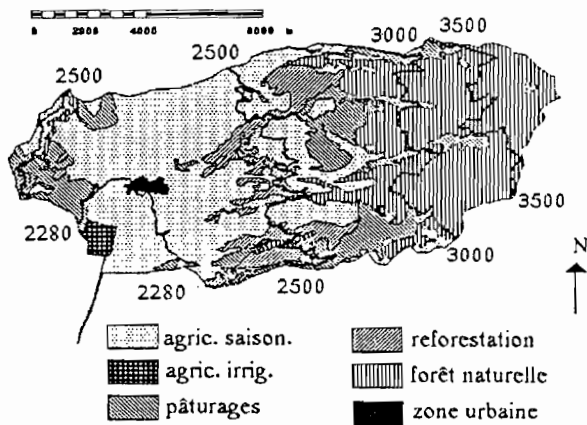 0 2000 4000 8000 m
2500
2500
3000
3500
2280
2280
2500
3000
3500
N
agric. saison.
agric. irrig.
pâturages
reforestation
forêt naturelle
zone urbaine